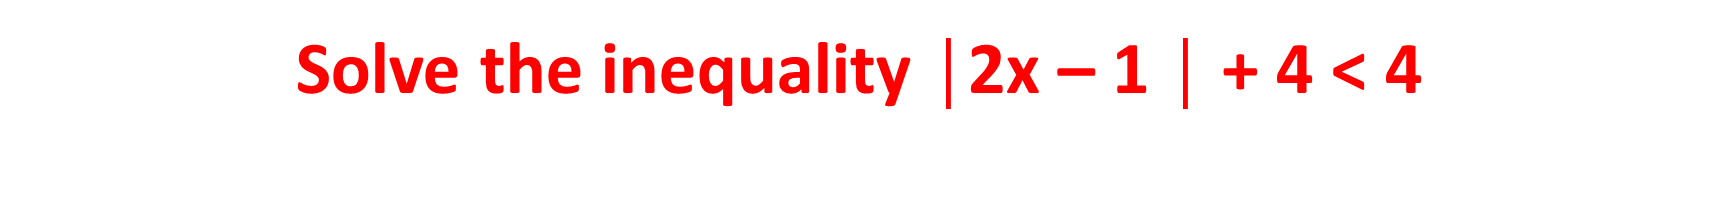 Solve the inequality |2x – 1 | + 4 < 4